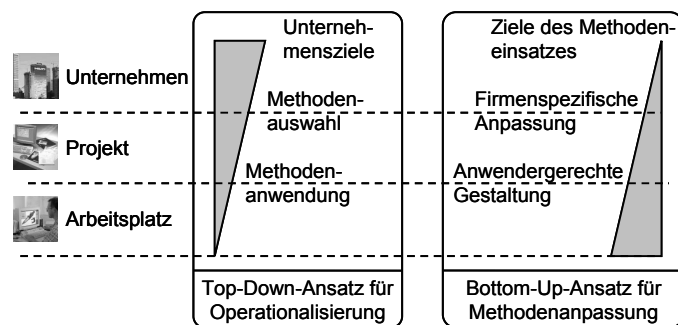 Unterneh-
mensziele
Ziele des Methoden-
einsatzes
Unternehmen
Methoden-
auswahl
Firmenspezifische
Anpassung
Projekt
Methoden-
anwendung
Anwendergerechte
Gestaltung
Arbeitsplatz
Top-Down-Ansatz für
Operationalisierung
Bottom-Up-Ansatz für
Methodenanpassung